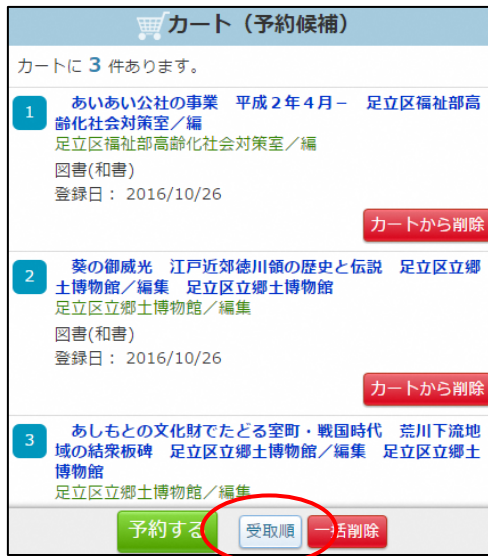 カート（予約候補）
カートに 3 件あります。
1 あいあい公社の事業 平成２年４月－ 足立区福祉部高
齢化社会対策室／編
足立区福祉部高齢化社会対策室／編
図書(和書)
登録日： 2016/10/26
カートから削除
2 葵の御威光 江戸近郊徳川領の歴史と伝説 足立区立郷
土博物館／編集 足立区立郷土博物館
足立区立郷土博物館／編集
図書(和書)
登録日： 2016/10/26
カートから削除
3 あしもとの文化財でたどる室町・戦国時代 荒川下流地
域の結衆板碑 足立区立郷土博物館／編集 足立区立郷土
博物館
足立区立郷土博物館／編集
予約する 受取順 一括削除